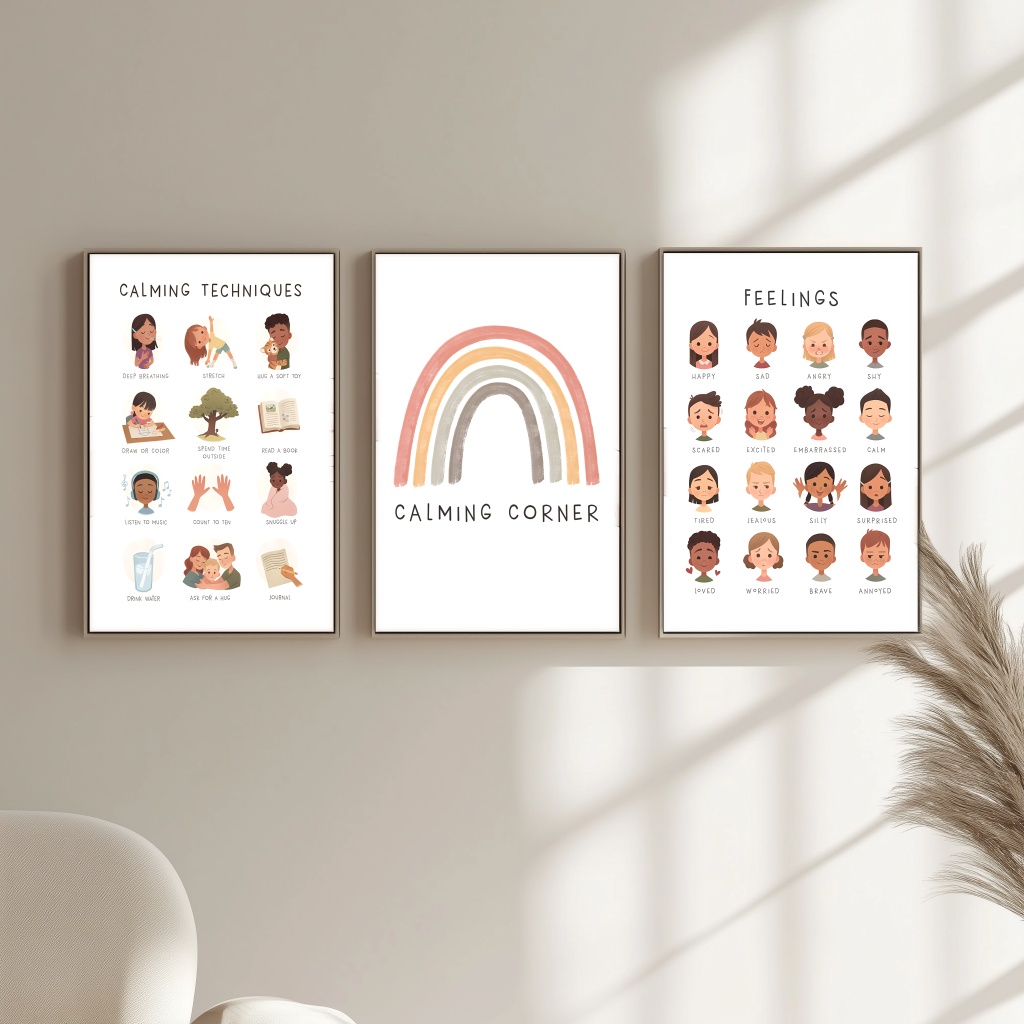 CALMING TECHNIQUES
DEEP BREATHING
STRETCH
HUG A SOFT TOY
DRAW OR COLOR
SPEND TIME
OUTSIDE
READ A BOOK
LISTEN TO MUSIC
COUNT TO TEN
SNUGGLE UP
DRINK WATER
ASK FOR A HUG
JOURNAL
CALMING CORNER
FEELINGS
HAPPY
SAD
ANGRY
SHY
SCARED
EXCITED
EMBARRASSED
CALM
TIRED
JEALOUS
SILLY
SURPRISED
LOVED
WORRIED
BRAVE
ANNOYED